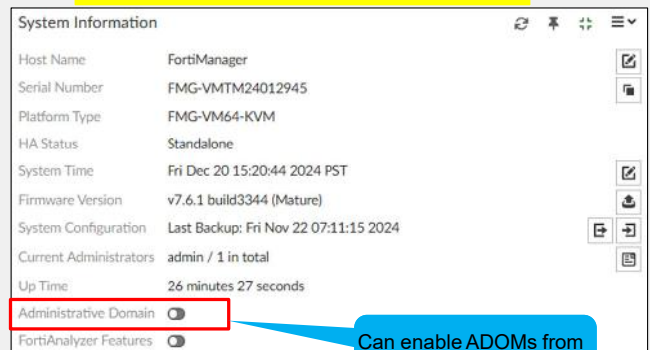 System Information
Host Name FortiManager
Serial Number FMG-VMTM24012945
Platform Type FMG-VM64-KVM
HA Status Standalone
System Time Fri Dec 20 15:20:44 2024 PST
Firmware Version v7.6.1 build3344 (Mature)
System Configuration Last Backup: Fri Nov 22 07:11:15 2024
Current Administrators admin / 1 in total
Up Time 26 minutes 27 seconds
Administrative Domain
FortiAnalyzer Features
Can enable ADOMs from